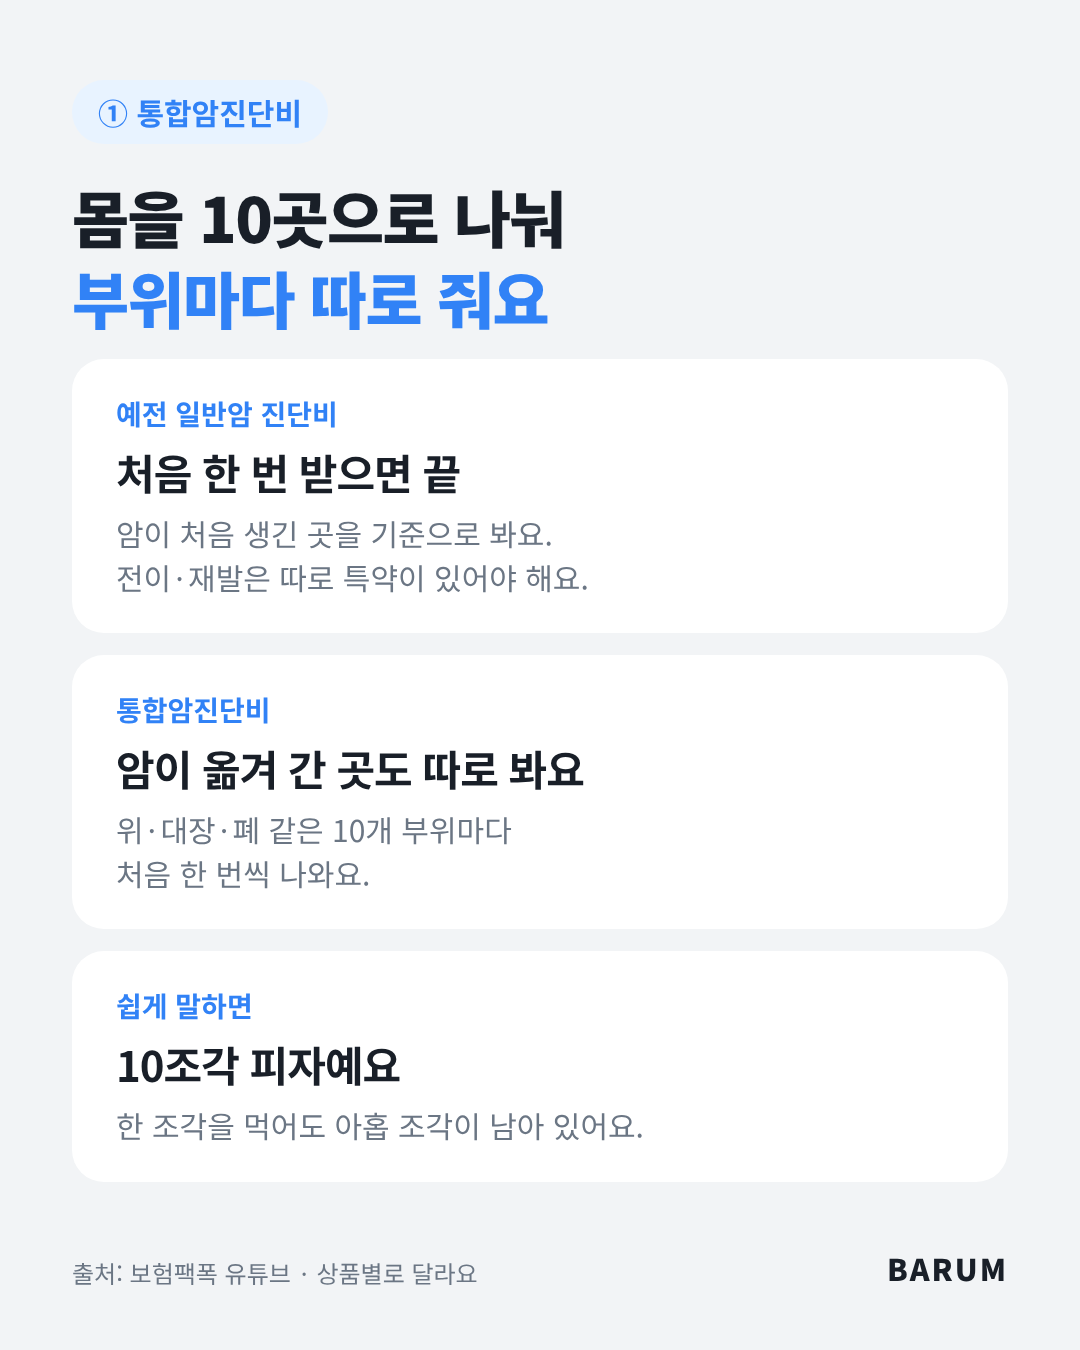 ① 통합암진단비
몸을 10곳으로 나눠
부위마다 따로 줘요
예전 일반암 진단비
처음 한 번 받으면 끝
암이 처음 생긴 곳을 기준으로 봐요.
전이·재발은 따로 특약이 있어야 해요.
통합암진단비
암이 옮겨 간 곳도 따로 봐요
위·대장·폐 같은 10개 부위마다
처음 한 번씩 나와요.
쉽게 말하면
10조각 피자예요
한 조각을 먹어도 아홉 조각이 남아 있어요.
출처: 보험팩폭 유튜브 · 상품별로 달라요
BARUM